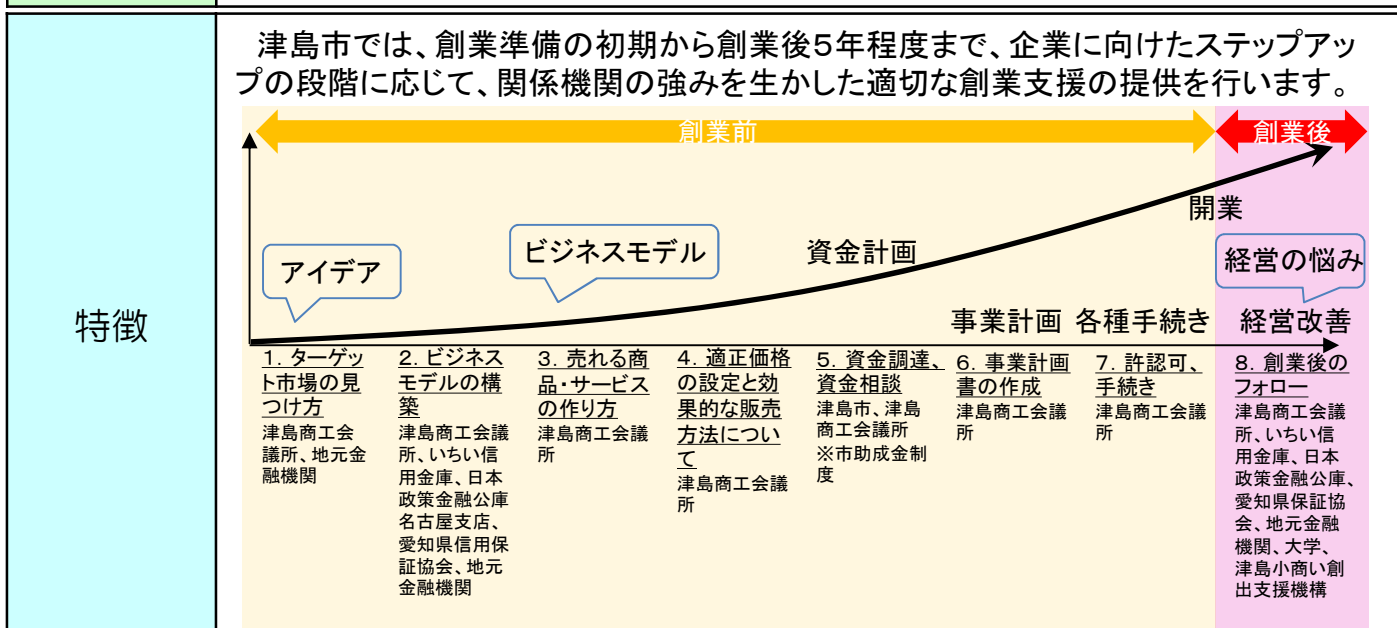 特徴
津島市では、創業準備の初期から創業後5年程度まで、企業に向けたステップアッ
プの段階に応じて、関係機関の強みを生かした適切な創業支援の提供を行います。
創業前
創業後
開業
アイデア
ビジネスモデル
資金計画
経営の悩み
事業計画
各種手続き
経営改善
1. ターゲッ
ト市場の見
つけ方
津島商工会
議所、地元金
融機関
2. ビジネス
モデルの構
築
津島商工会議
所、いちい信
用金庫、日本
政策金融公庫
名古屋支店、
愛知県信用保
証協会、地元
金融機関
3. 売れる商
品・サービス
の作り方
津島商工会議
所
4. 適正価格
の設定と効
果的な販売
方法につい
て
津島商工会議
所
5. 資金調達、
資金相談
津島市、津島
商工会議所
※市助成金制
度
6. 事業計画
書の作成
津島商工会議
所
7. 許認可、
手続き
津島商工会議
所
8. 創業後の
フォロー
津島商工会議
所、いちい信
用金庫、日本
政策金融公庫、
愛知県保証協
会、地元金融
機関、大学、
津島小商い創
出支援機構